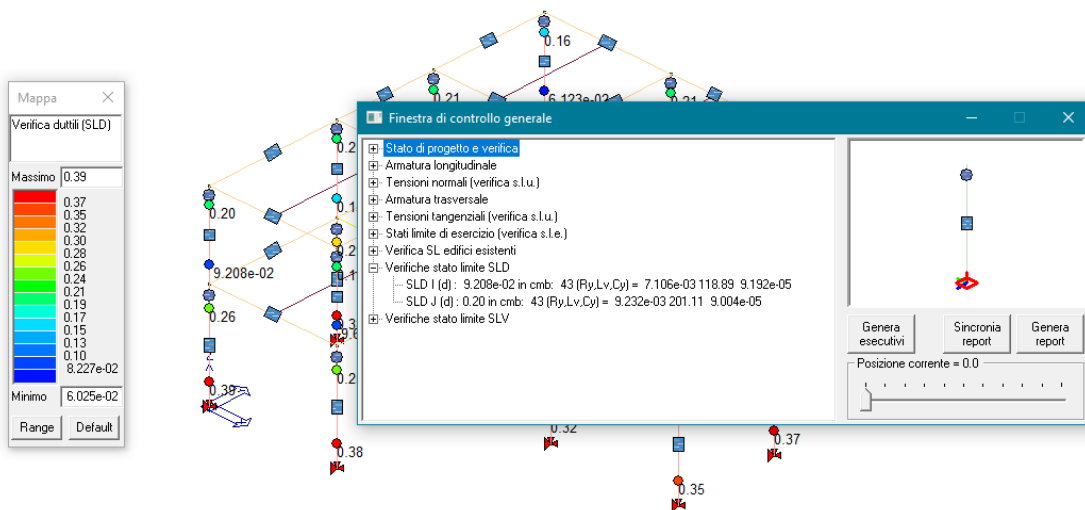 0.16
0.21
6.123e-02
0.21
Mappa
Verifica duttili (SLD)
Massimo 0.39
0.37
0.35
0.32
0.30
0.28
0.26
0.24
0.21
0.19
0.17
0.15
0.13
0.10
8.227e-02
Minimo 6.025e-02
Range Default
0.20
9.208e-02
0.26
0.39
0.2
0.38
Finestra di controllo generale
Stato di progetto e verifica
Armatura longitudinale
Tensioni normali (verifica s.l.u.)
Armatura trasversale
Tensioni tangenziali (verifica s.l.u.)
Stati limite di esercizio (verifica s.l.e.)
Verifica SL edifici esistenti
Verifiche stato limite SLD
SLD I (d) : 9.208e-02 in cmb: 43 (Ry,Lv,Cy) = 7.106e-03 118.89 9.192e-05
SLD J (d) : 0.20 in cmb: 43 (Ry,Lv,Cy) = 9.232e-03 201.11 9.004e-05
Verifiche stato limite SLV
Genera esecutivi
Sincronia report
Genera report
Posizione corrente = 0.0
0.32
0.37
0.35